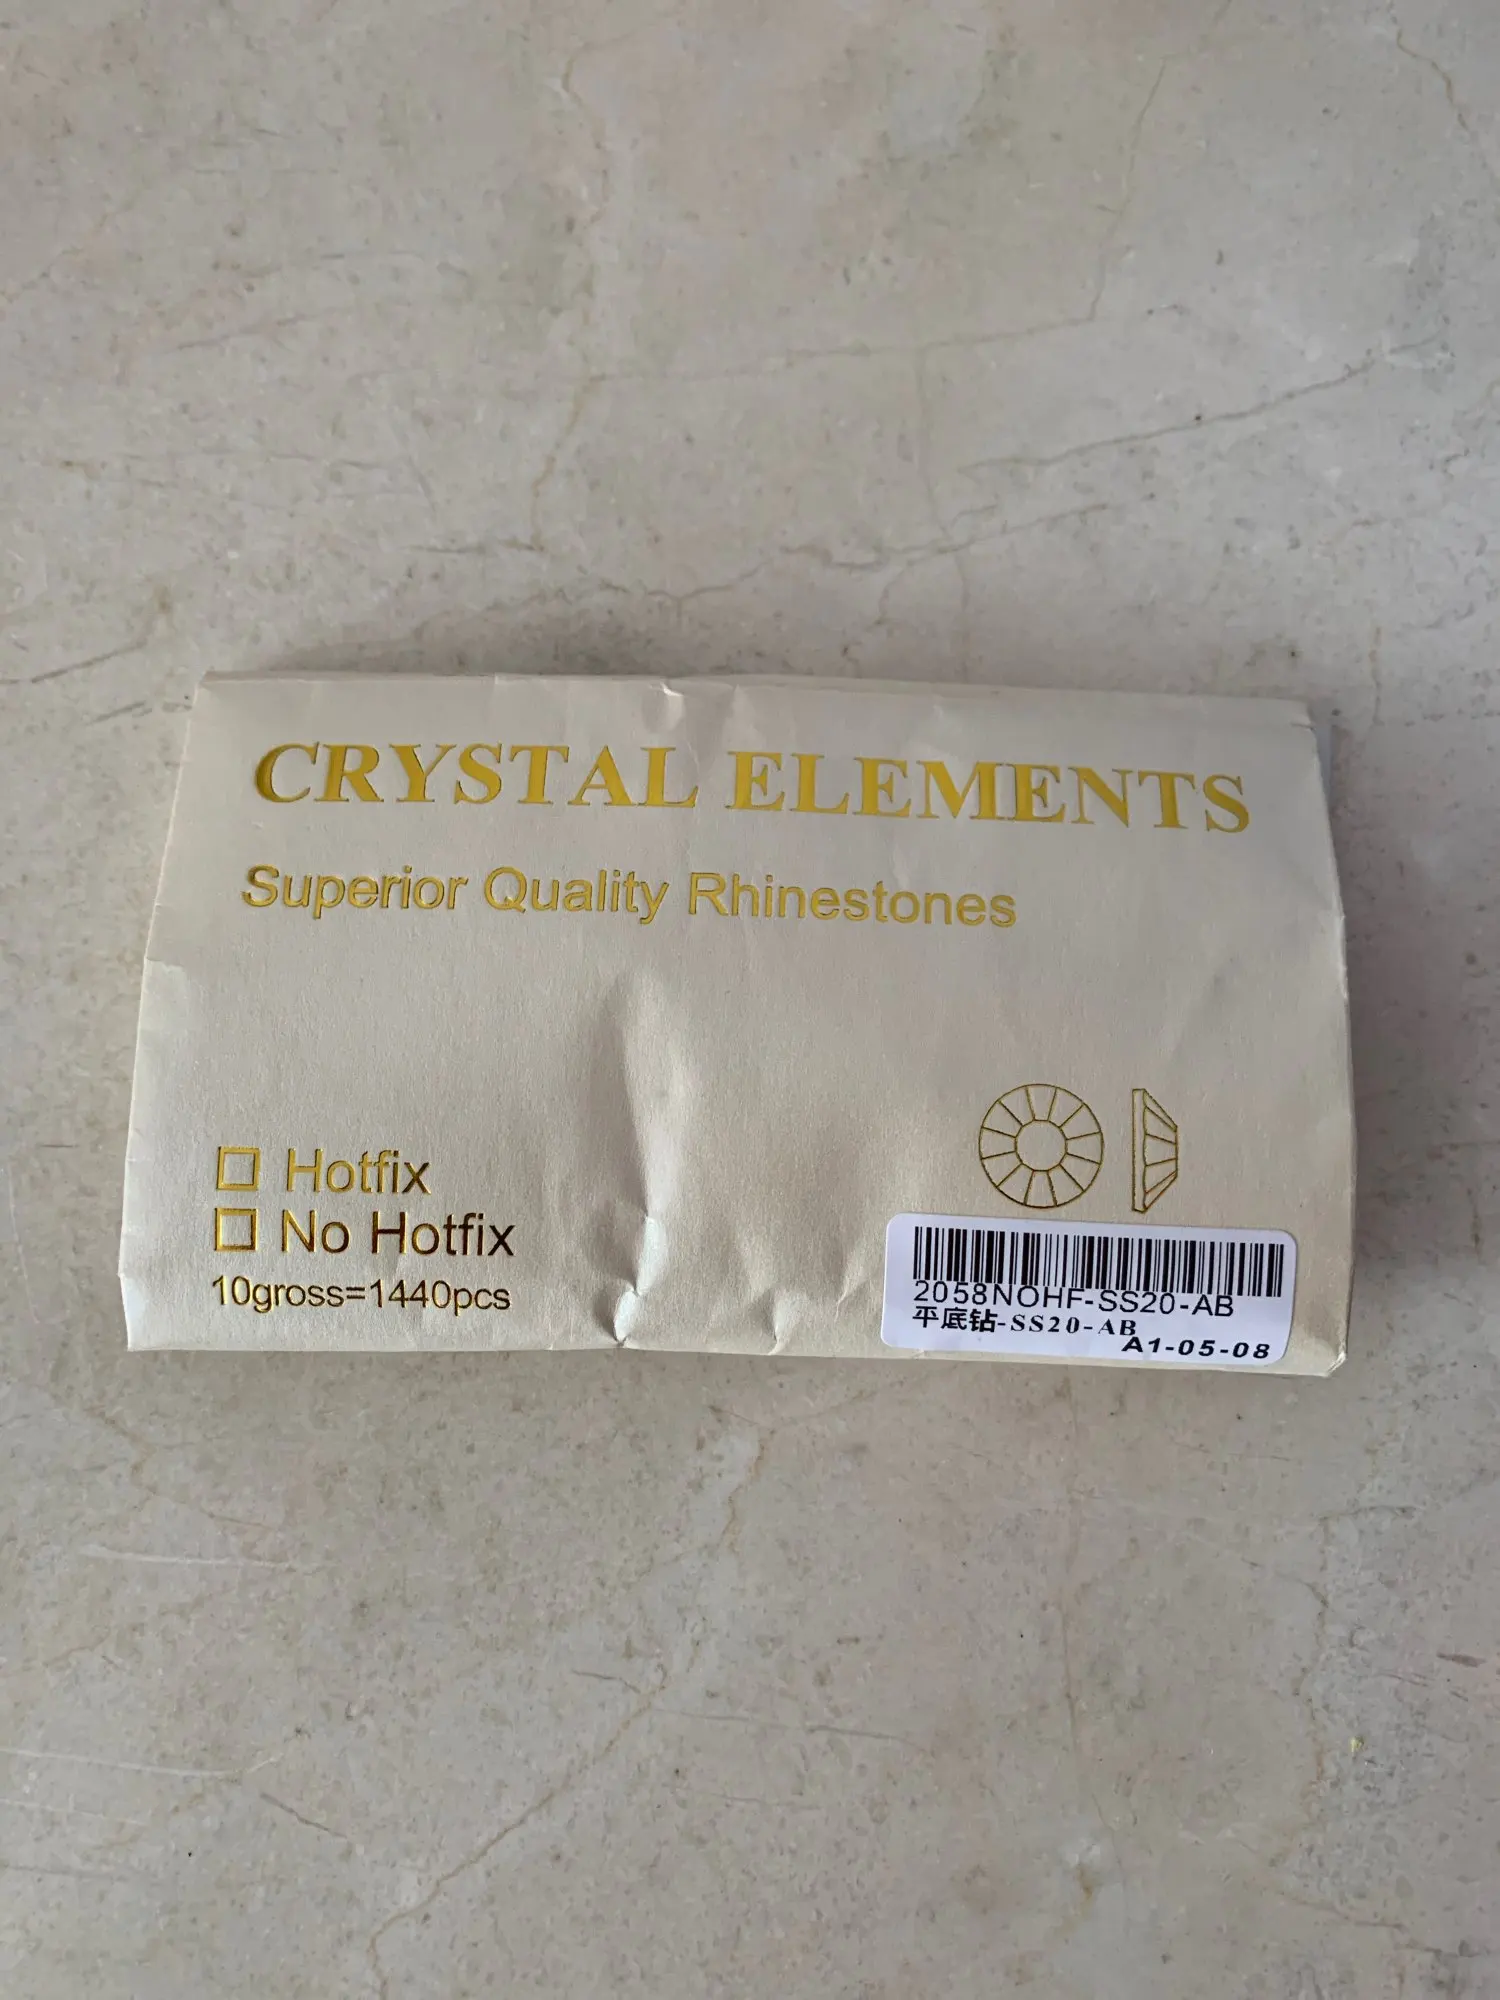 CRYSTAL ELEMENTS
Superior Quality Rhinestones
Hotfix
No Hotfix
10gross=1440pcs
2058NOHF-SS20-AB
平底钻-SS20-AB
A1-05-08